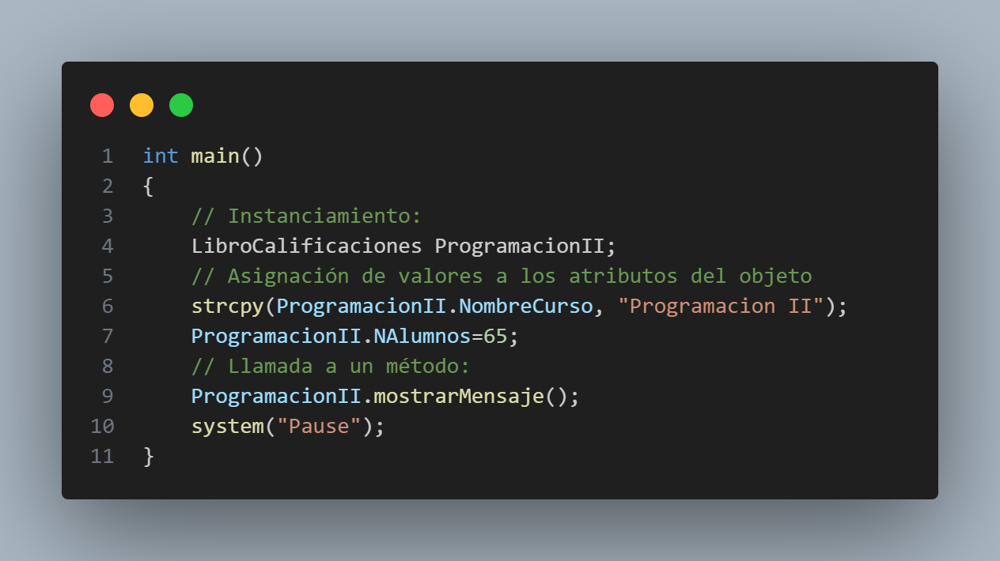 1 int main()
2 {
3     // Instanciamiento:
4     LibroCalificaciones ProgramacionII;
5     // Asignación de valores a los atributos del objeto
6     strcpy(ProgramacionII.NombreCurso, "Programacion II");
7     ProgramacionII.NAlumnos=65;
8     // Llamada a un método:
9     ProgramacionII.mostrarMensaje();
10     system("Pause");
11 }